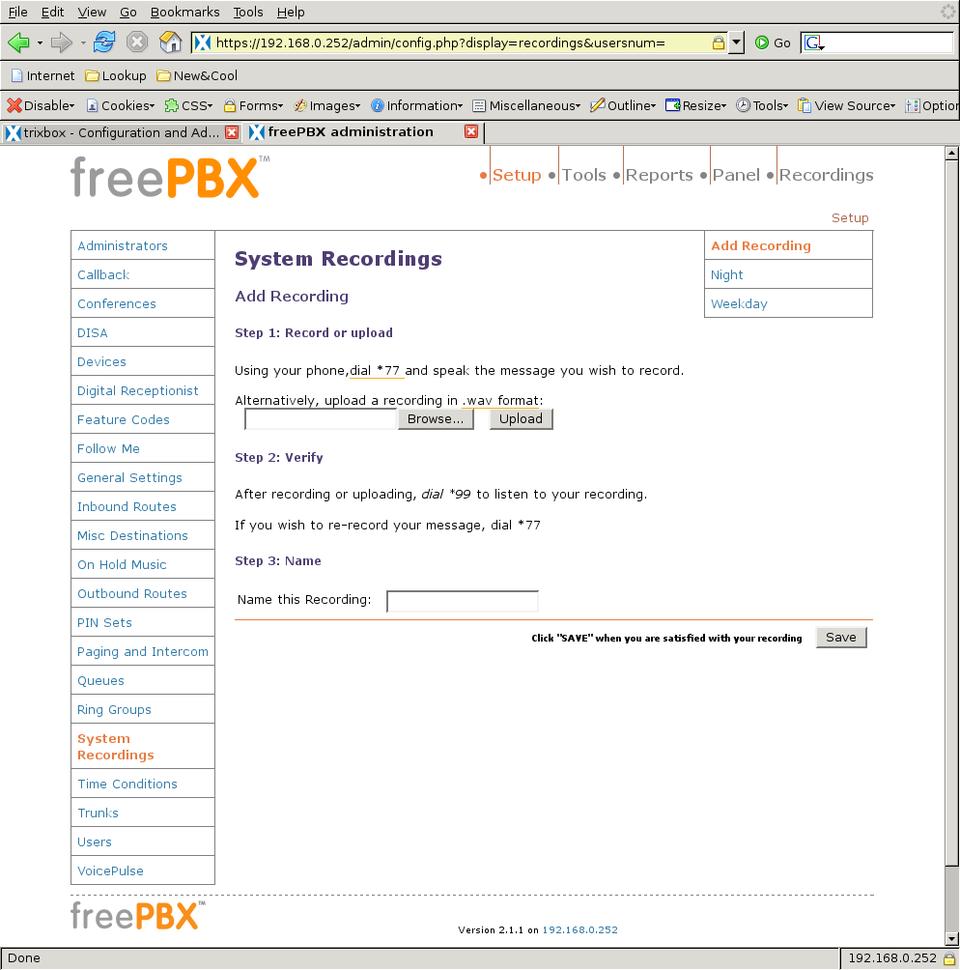 File Edit View Go Bookmarks Tools Help
https://192.168.0.252/admin/config.php?display=recordings&usersnum= Go G
Internet Lookup New&Cool
Disable Cookies CSS Forms Images Information Miscellaneous Outline Resize Tools View Source Option
trixbox - Configuration and Ad... freePBX administration
freePBX™
Setup Tools Reports Panel Recordings
Setup
Administrators
Callback
Conferences
DISA
Devices
Digital Receptionist
Feature Codes
Follow Me
General Settings
Inbound Routes
Misc Destinations
On Hold Music
Outbound Routes
PIN Sets
Paging and Intercom
Queues
Ring Groups
System
Recordings
Time Conditions
Trunks
Users
VoicePulse
System Recordings
Add Recording
Step 1: Record or upload
Using your phone,dial *77 and speak the message you wish to record.
Alternatively, upload a recording in .wav format:
Browse... Upload
Step 2: Verify
After recording or uploading, dial *99 to listen to your recording.
If you wish to re-record your message, dial *77
Step 3: Name
Name this Recording:
Click "SAVE" when you are satisfied with your recording Save
Add Recording
Night
Weekday
freePBX™
Version 2.1.1 on 192.168.0.252
Done 192.168.0.252